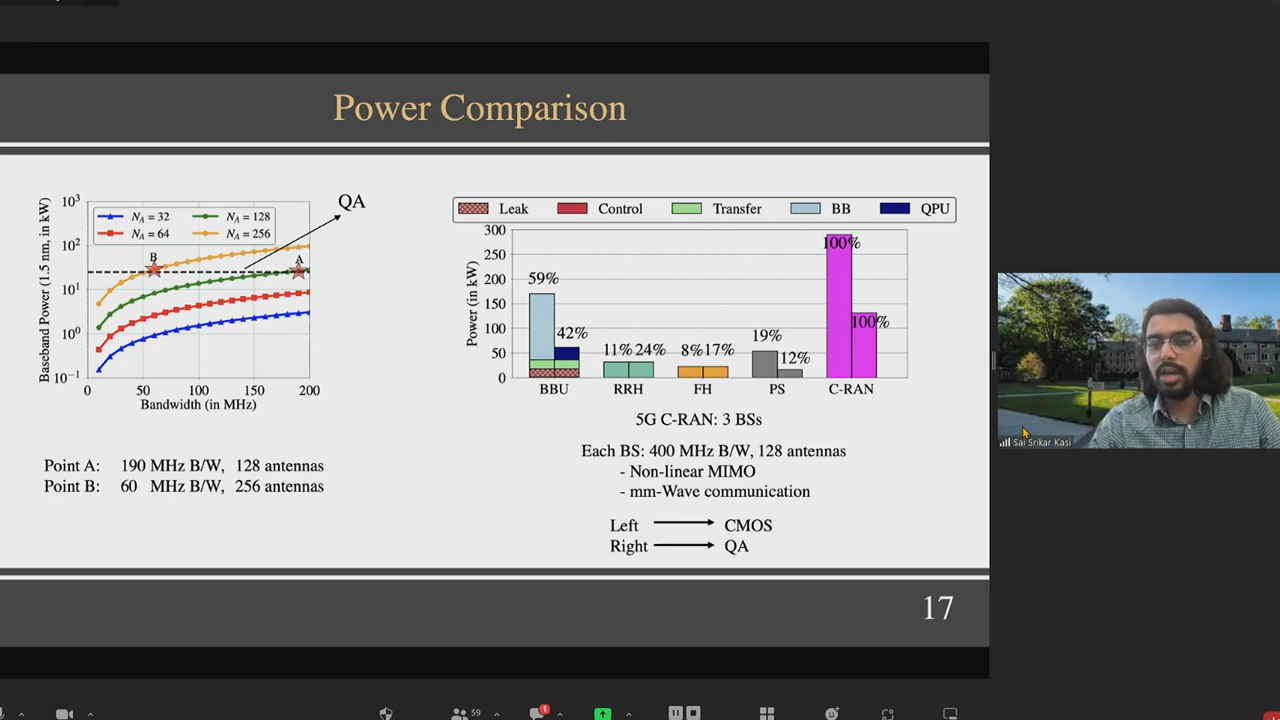 Power Comparison
QA
Baseband Power (1.5 nm, in kW)
10³
10²
10¹
10⁰
10⁻¹
N_A = 32
N_A = 128
N_A = 64
N_A = 256
B
A
0
50
100
150
200
Bandwidth (in MHz)
Point A: 190 MHz B/W, 128 antennas
Point B: 60 MHz B/W, 256 antennas
Leak Control Transfer BB QPU
Power (in kW)
300
250
200
150
100
50
0
59%
42%
11% 24%
8% 17%
19%
12%
100%
100%
BBU RRH FH PS C-RAN
5G C-RAN: 3 BSs
Each BS: 400 MHz B/W, 128 antennas
- Non-linear MIMO
- mm-Wave communication
Left CMOS
Right QA
17
Sai Srikar Kasi
59
1